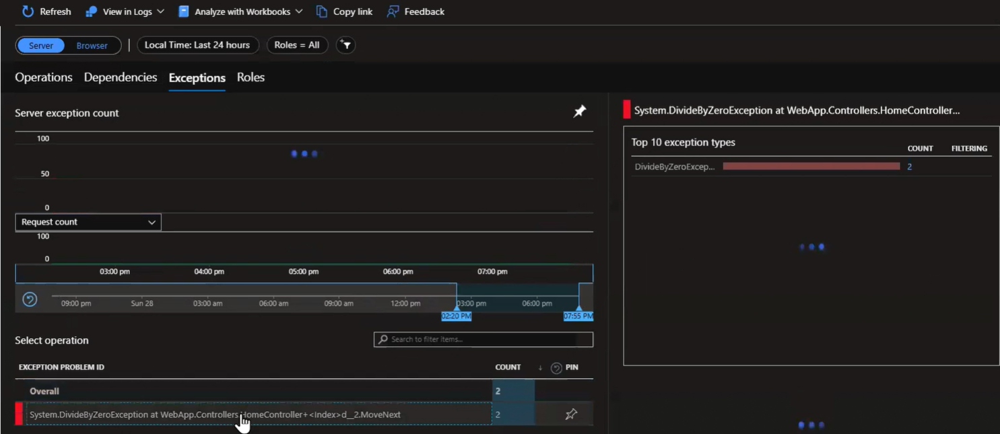 Refresh View in Logs Analyze with Workbooks Copy link Feedback
Server Browser Local Time: Last 24 hours Roles = All
Operations Dependencies Exceptions Roles
Server exception count
100
50
0
Request count
100
0
03:00 pm 04:00 pm 05:00 pm 06:00 pm 07:00 pm
09:00 pm Sun 28 03:00 am 06:00 am 09:00 am 12:00 pm 03:00 pm 06:00 pm
02:20 PM 07:55 PM
Select operation Search to filter items...
EXCEPTION PROBLEM ID COUNT PIN
Overall 2
System.DivideByZeroException at WebApp.Controllers.HomeController+<Index>d__2.MoveNext 2
System.DivideByZeroException at WebApp.Controllers.HomeController...
Top 10 exception types COUNT FILTERING
DivideByZeroExcep... 2